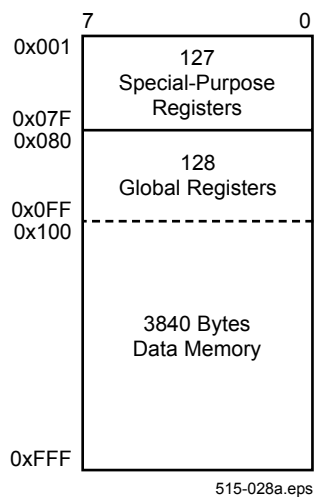 7 0
0x001
127
Special-Purpose
Registers
0x07F
0x080
128
Global Registers
0x0FF
0x100
3840 Bytes
Data Memory
0xFFF
515-028a.eps